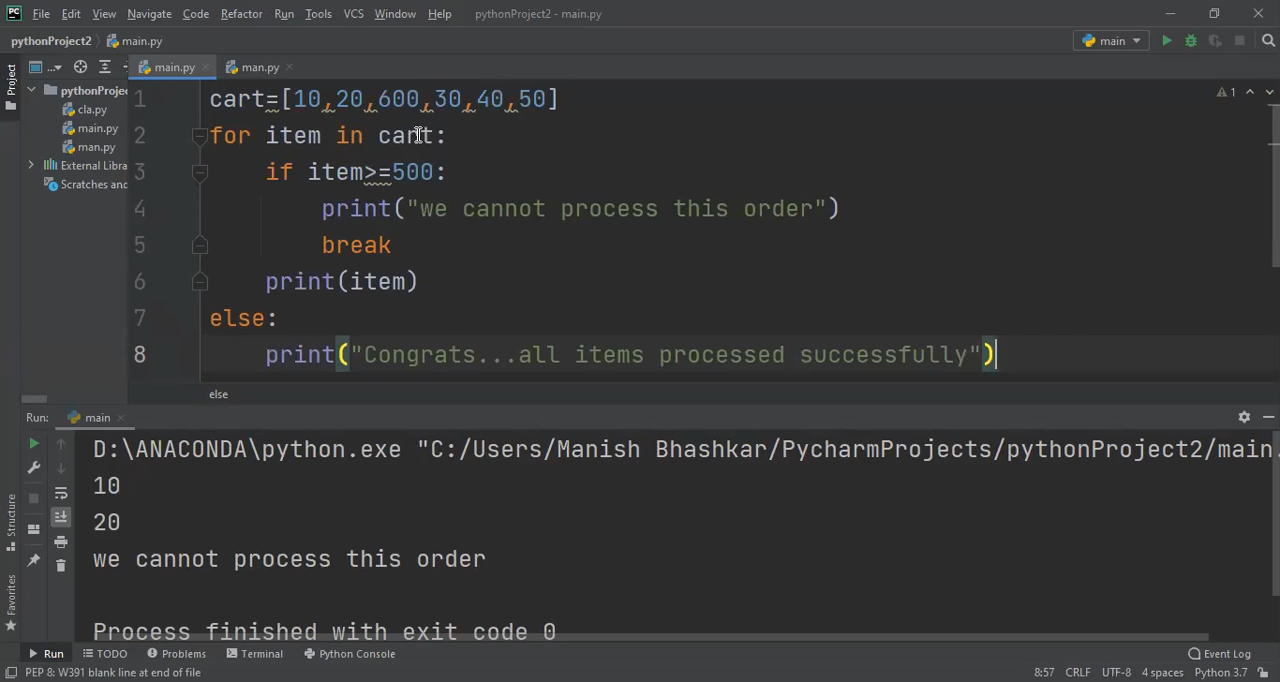 PC File Edit View Navigate Code Refactor Run Tools VCS Window Help pythonProject2 - main.py
pythonProject2 main.py main
Project ... main.py man.py
pythonProjec
cla.py
main.py
man.py
External Libra
Scratches and
1 cart=[10,20,600,30,40,50]
2 for item in cart:
3     if item>=500:
4         print("we cannot process this order")
5         break
6     print(item)
7 else:
8     print("Congrats...all items processed successfully")
1
else
Run: main
D:\ANACONDA\python.exe "C:/Users/Manish Bhashkar/PycharmProjects/pythonProject2/main.
10
20
we cannot process this order
Process finished with exit code 0
Structure
Favorites
Run TODO Problems Terminal Python Console Event Log
PEP 8: W391 blank line at end of file 8:57 CRLF UTF-8 4 spaces Python 3.7